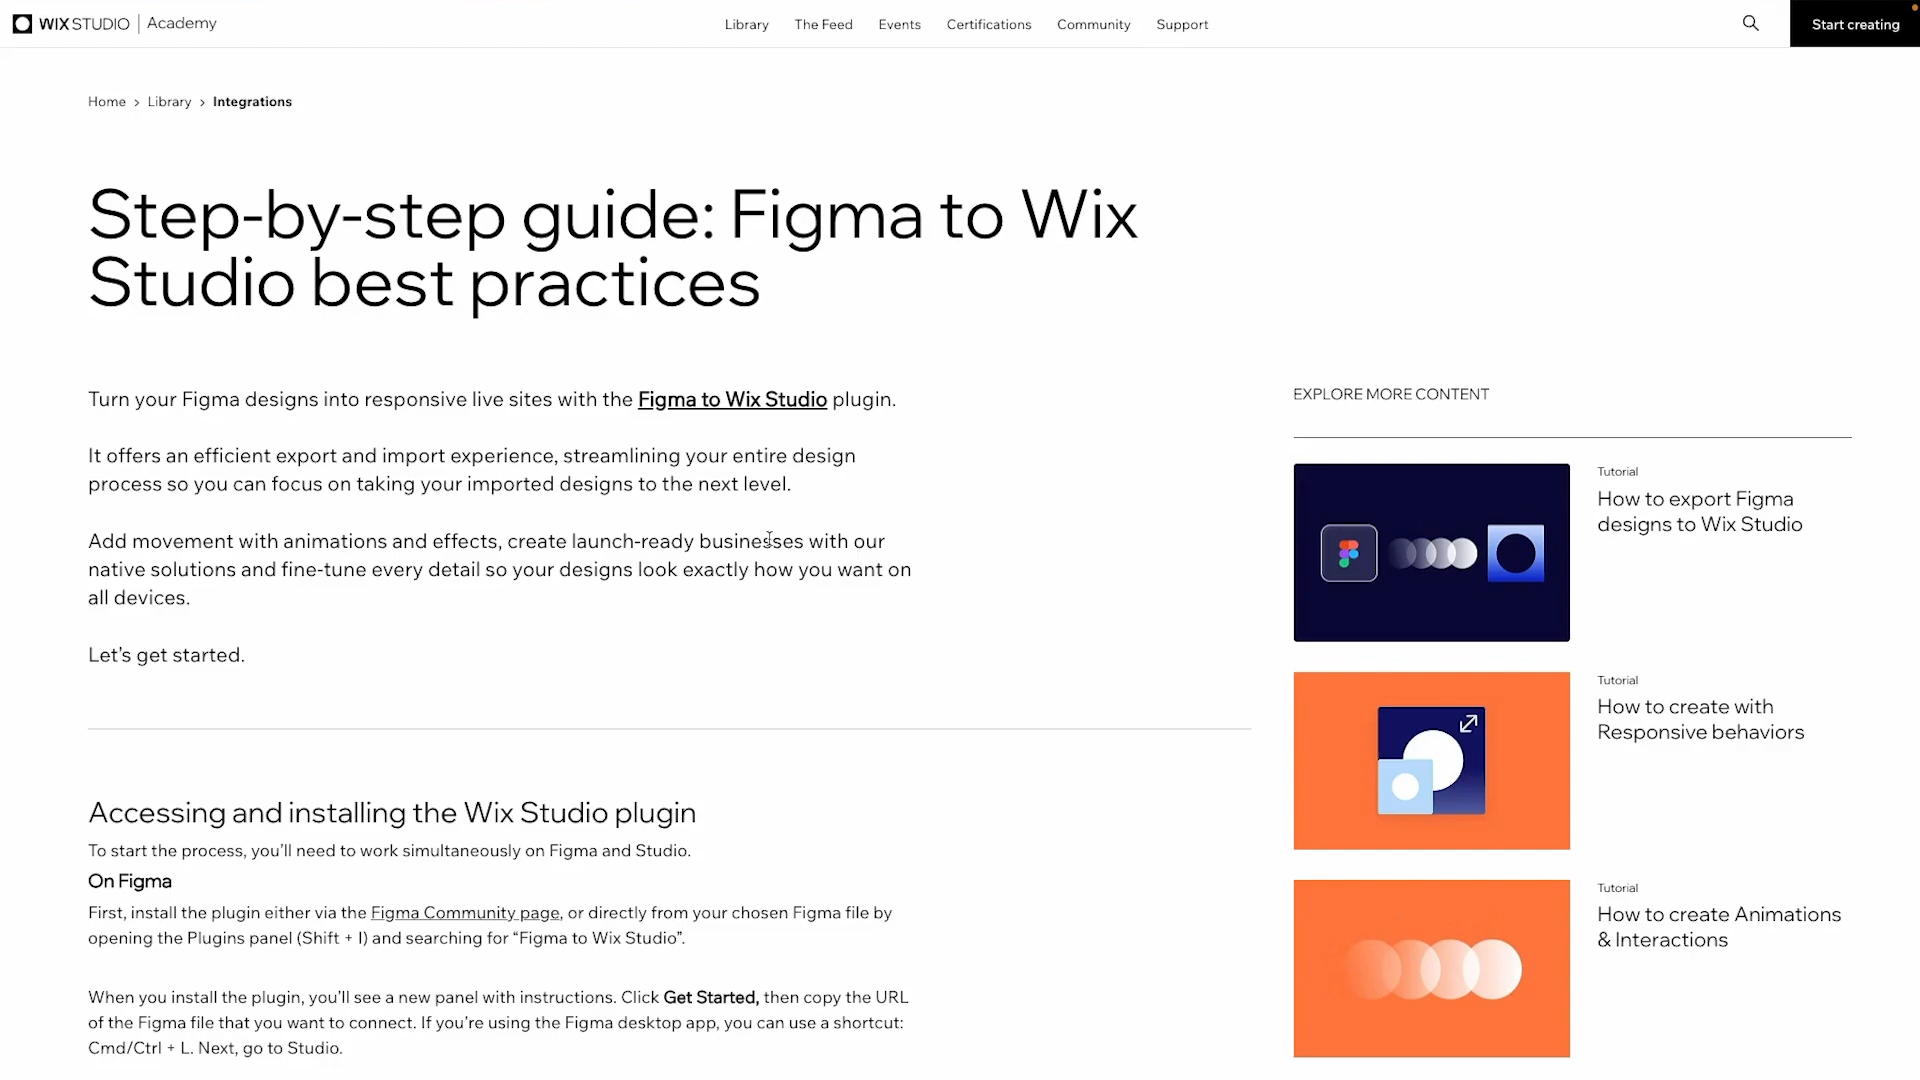 WIX STUDIO | Academy
Library
The Feed
Events
Certifications
Community
Support
Start creating
Home > Library > Integrations
Step-by-step guide: Figma to Wix
Studio best practices
Turn your Figma designs into responsive live sites with the Figma to Wix Studio plugin.
It offers an efficient export and import experience, streamlining your entire design
process so you can focus on taking your imported designs to the next level.
Add movement with animations and effects, create launch-ready businesses with our
native solutions and fine-tune every detail so your designs look exactly how you want on
all devices.
Let’s get started.
Accessing and installing the Wix Studio plugin
To start the process, you’ll need to work simultaneously on Figma and Studio.
On Figma
First, install the plugin either via the Figma Community page, or directly from your chosen Figma file by
opening the Plugins panel (Shift + I) and searching for “Figma to Wix Studio”.
When you install the plugin, you’ll see a new panel with instructions. Click Get Started, then copy the URL
of the Figma file that you want to connect. If you’re using the Figma desktop app, you can use a shortcut:
Cmd/Ctrl + L. Next, go to Studio.
EXPLORE MORE CONTENT
Tutorial
How to export Figma
designs to Wix Studio
Tutorial
How to create with
Responsive behaviors
Tutorial
How to create Animations
& Interactions